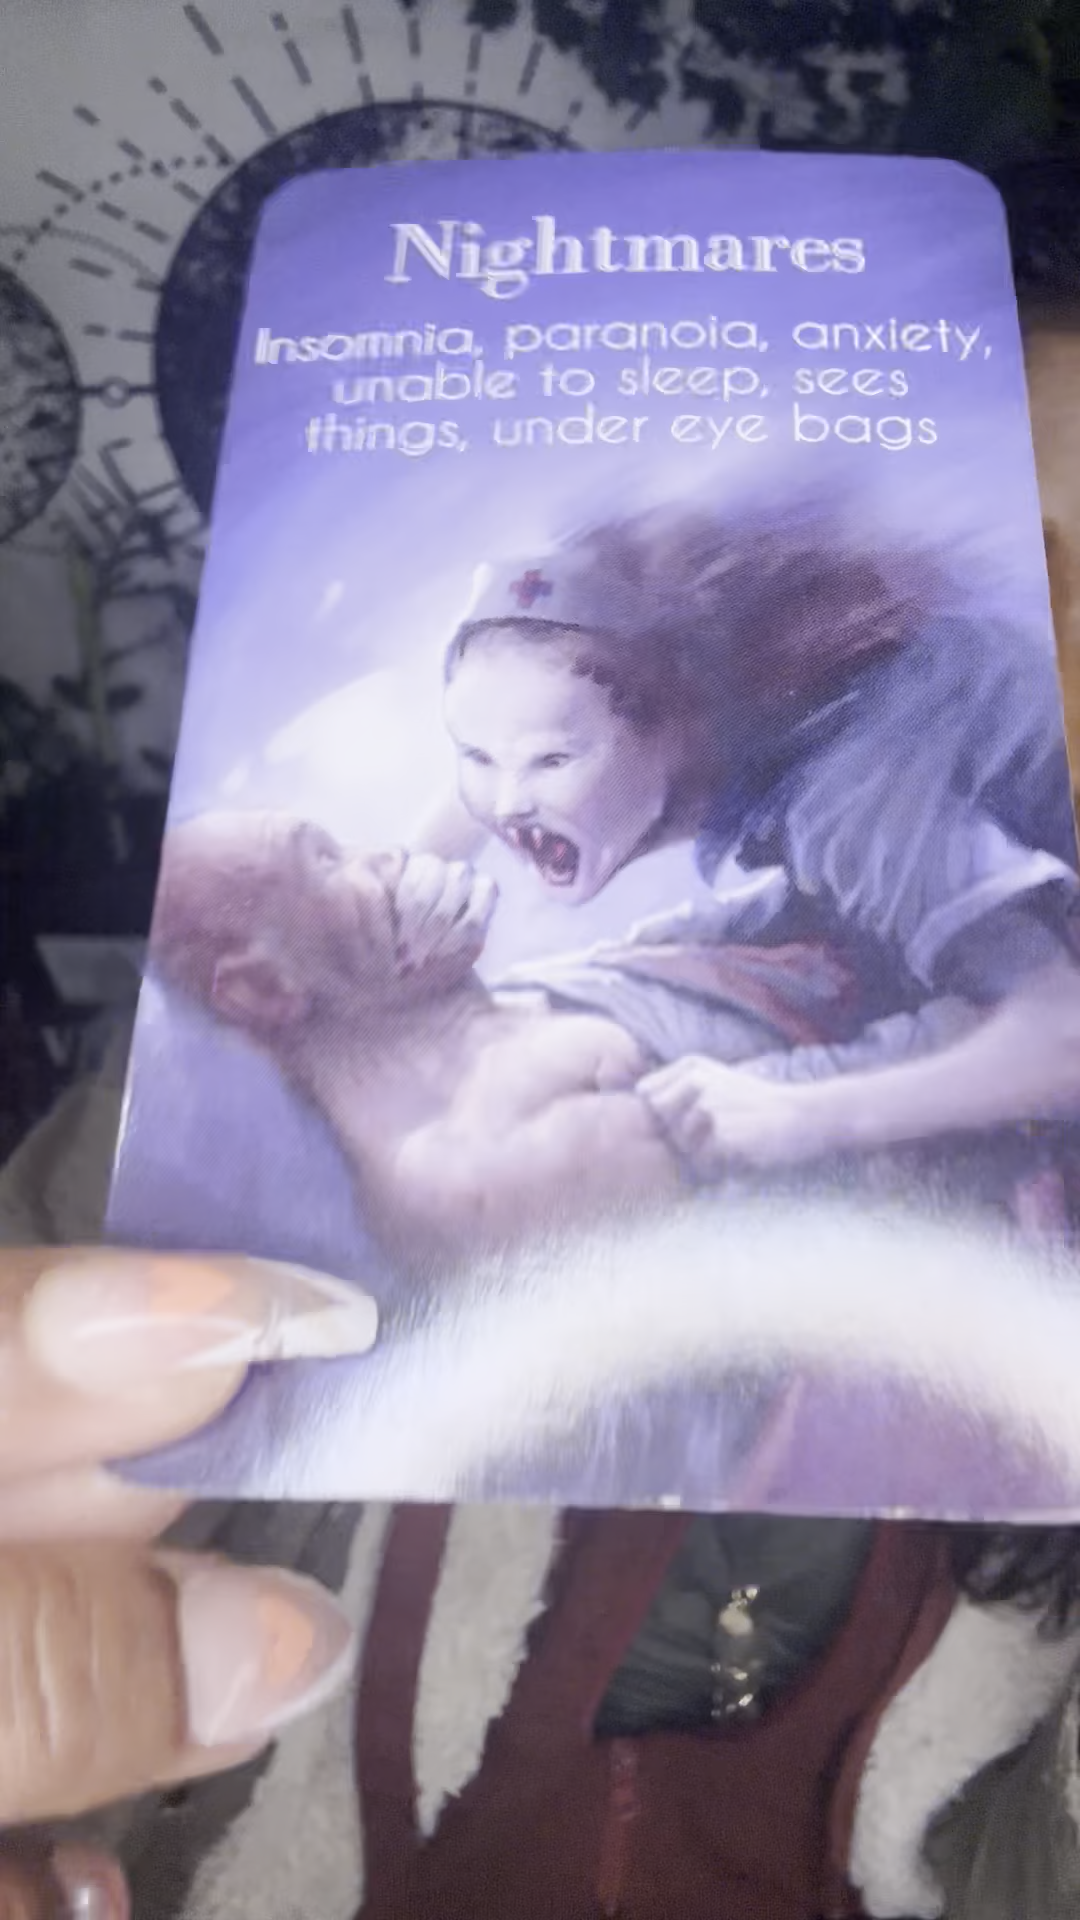 Nightmares
Insomnia, paranoia, anxiety,
unable to sleep, sees
things, under eye bags